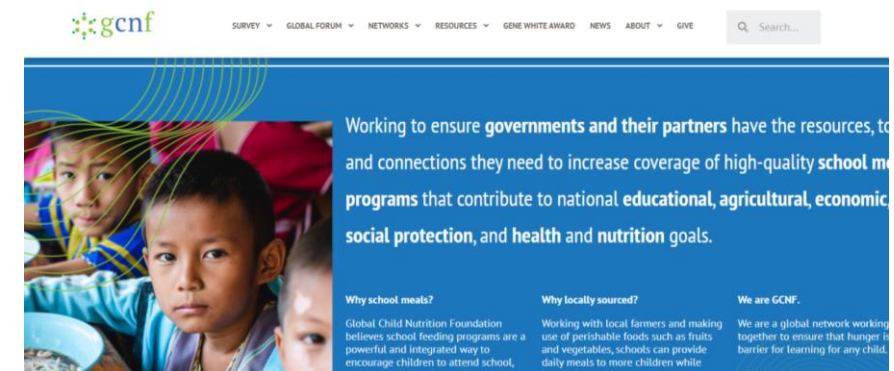 gcnf
SURVEY GLOBAL FORUM NETWORKS RESOURCES GENE WHITE AWARD NEWS ABOUT GIVE Search...
Working to ensure governments and their partners have the resources, to
and connections they need to increase coverage of high-quality school me
programs that contribute to national educational, agricultural, economic,
social protection, and health and nutrition goals.
Why school meals?
Global Child Nutrition Foundation
believes school feeding programs are a
powerful and integrated way to
encourage children to attend school,
Why locally sourced?
Working with local farmers and making
use of perishable foods such as fruits
and vegetables, schools can provide
daily meals to more children while
We are GCNF.
We are a global network working
together to ensure that hunger is
barrier for learning for any child.